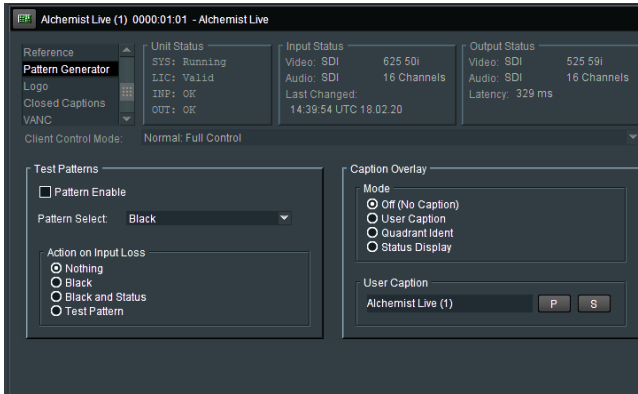 Alchemist Live (1) 0000:01:01 - Alchemist Live
Reference
Pattern Generator
Logo
Closed Captions
VANC
Unit Status
SYS: Running
LIC: Valid
INP: OK
OUT: OK
Input Status
Video: SDI 625 50i
Audio: SDI 16 Channels
Last Changed:
14:39:54 UTC 18.02.20
Output Status
Video: SDI 525 59i
Audio: SDI 16 Channels
Latency: 329 ms
Client Control Mode: Normal: Full Control
Test Patterns
Pattern Enable
Pattern Select: Black
Action on Input Loss
Nothing
Black
Black and Status
Test Pattern
Caption Overlay
Mode
Off (No Caption)
User Caption
Quadrant Ident
Status Display
User Caption
Alchemist Live (1) P S